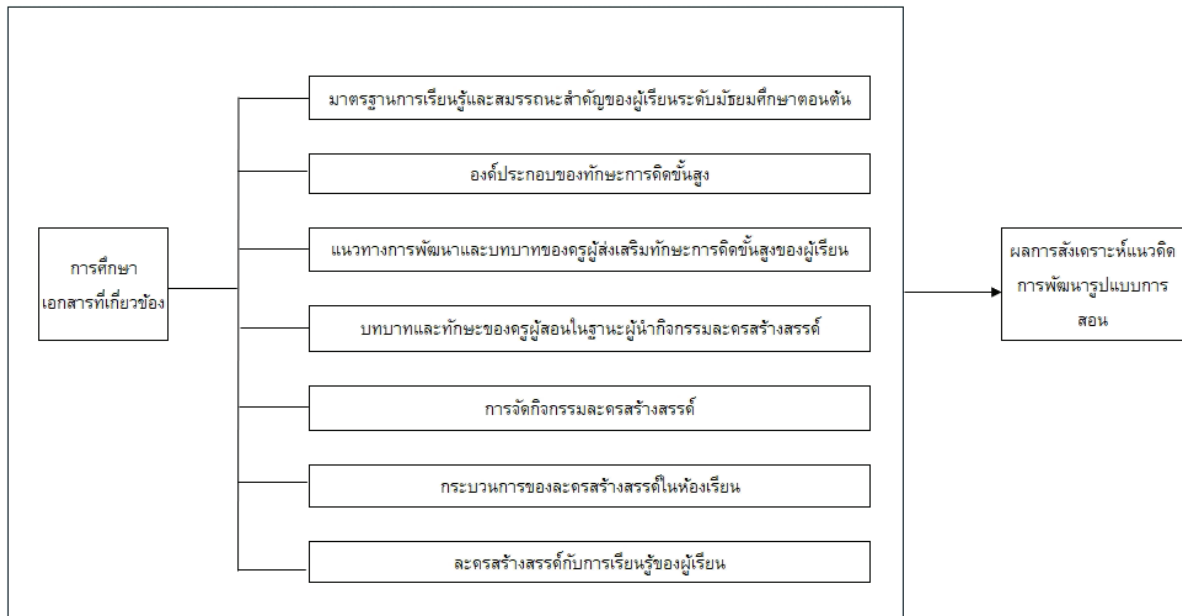 มาตรฐานการเรียนรู้และสมรรถนะสำคัญของผู้เรียนระดับมัธยมศึกษาตอนต้น
องค์ประกอบของทักษะการคิดขั้นสูง
แนวทางการพัฒนาและบทบาทของครูผู้ส่งเสริมทักษะการคิดขั้นสูงของผู้เรียน
การศึกษา
เอกสารที่เกี่ยวข้อง
บทบาทและทักษะของครูผู้สอนในฐานะผู้นำกิจกรรมละครสร้างสรรค์
การจัดกิจกรรมละครสร้างสรรค์
กระบวนการของละครสร้างสรรค์ในห้องเรียน
ละครสร้างสรรค์กับการเรียนรู้ของผู้เรียน
ผลการสังเคราะห์แนวคิด
การพัฒนารูปแบบการ
สอน